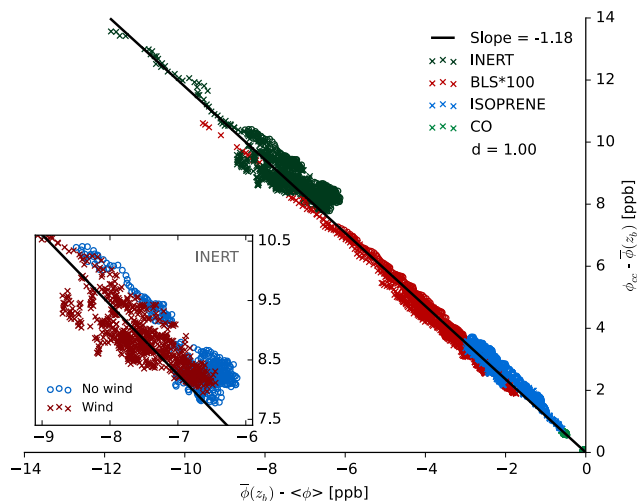 Slope = -1.18
INERT
BLS*100
ISOPRENE
CO
d = 1.00
14
12
10
8
6
4
2
0
ϕ_cc - ϕ̅(z_b) [ppb]
INERT
10.5
9.5
8.5
7.4
No wind
Wind
−9 −8 −7 −6
−14 −12 −10 −8 −6 −4 −2 0
ϕ̅(z_b) - <ϕ> [ppb]